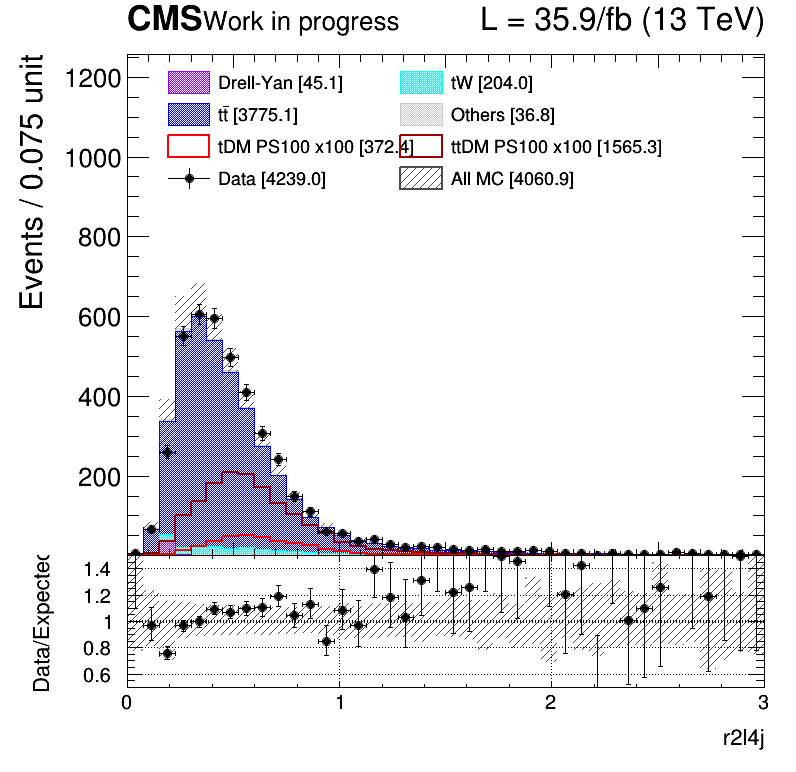 CMS Work in progress L = 35.9/fb (13 TeV)
Events / 0.075 unit
1200
1000
800
600
400
200
Drell-Yan [45.1] tW [204.0]
tt̄ [3775.1] Others [36.8]
tDM PS100 x100 [372.4] ttDM PS100 x100 [1565.3]
Data [4239.0] All MC [4060.9]
Data/Expected
1.4
1.2
1
0.8
0.6
0 1 2 3
r2l4j